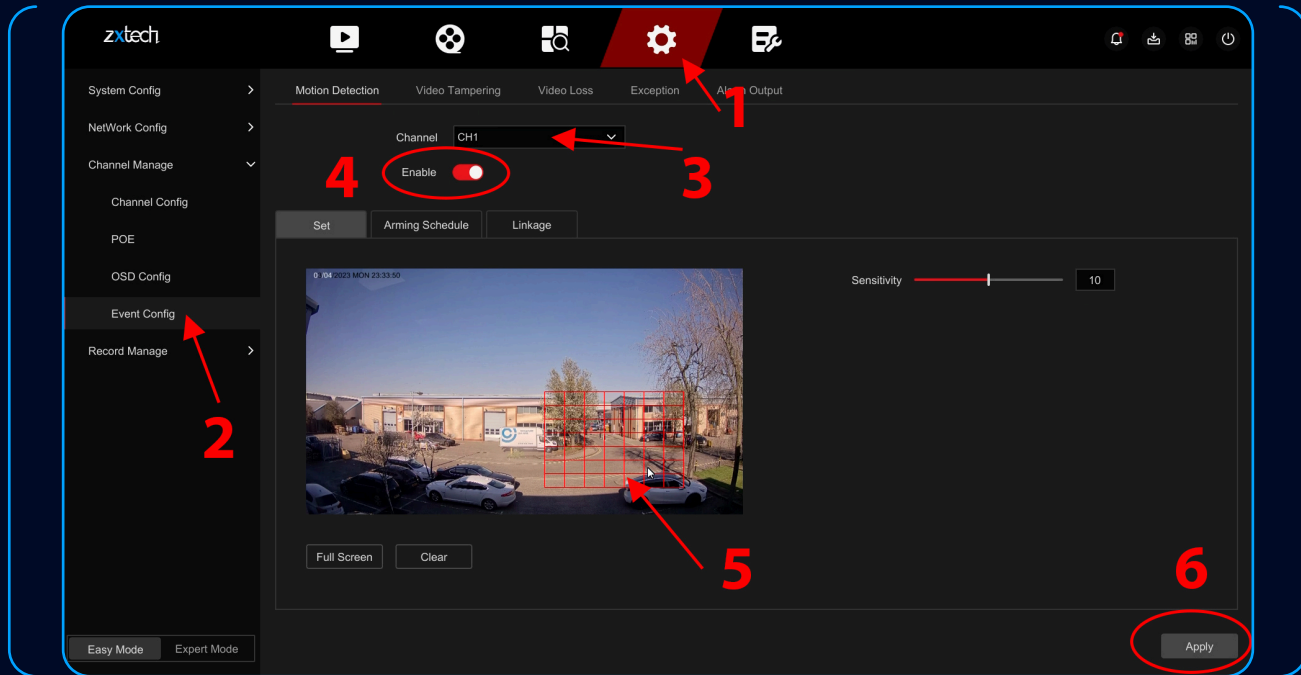 zxtech
System Config
NetWork Config
Channel Manage
Channel Config
POE
OSD Config
Event Config
Record Manage
Easy Mode Expert Mode
Motion Detection Video Tampering Video Loss Exception Output
1
Channel CH1
3
4 Enable
Set Arming Schedule Linkage
/04/2023 MON 23:33:50
Sensitivity 10
2
5
Full Screen Clear
6
Apply